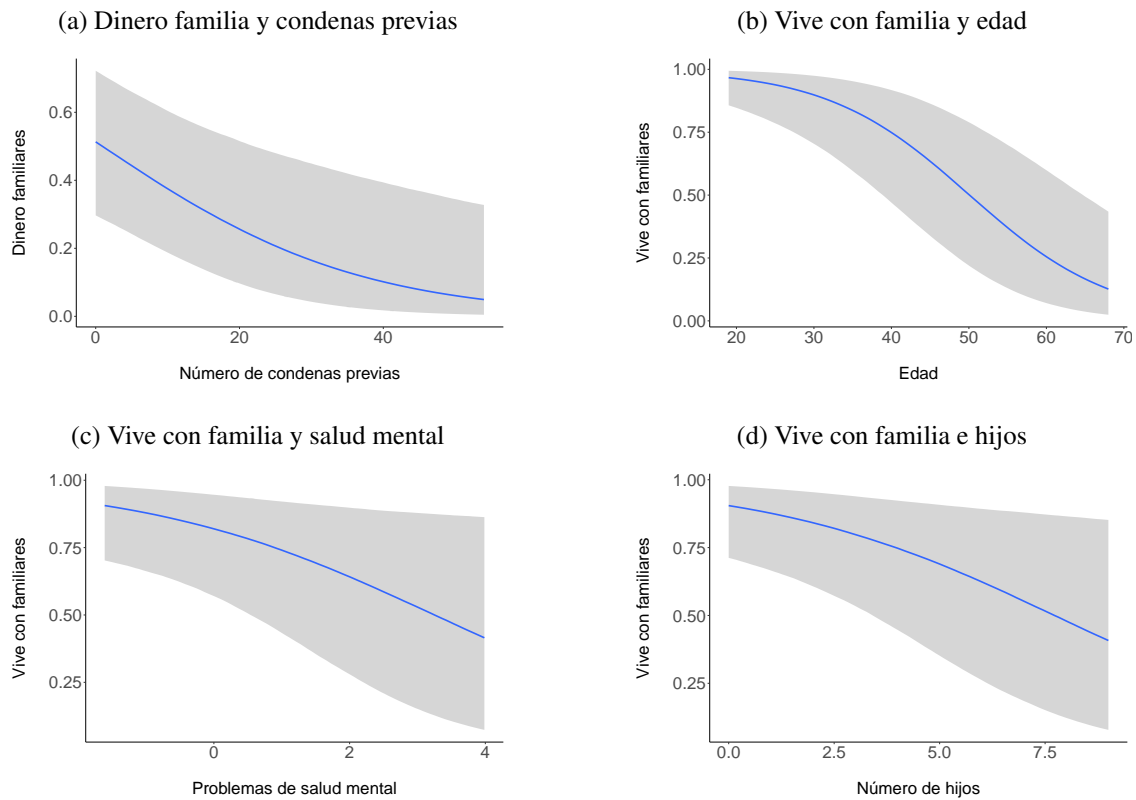 (a) Dinero familia y condenas previas
Dinero familiares
0.6
0.4
0.2
0.0
0 20 40
Número de condenas previas
(b) Vive con familia y edad
Vive con familiares
1.00
0.75
0.50
0.25
0.00
20 30 40 50 60 70
Edad
(c) Vive con familia y salud mental
Vive con familiares
1.00
0.75
0.50
0.25
0 2 4
Problemas de salud mental
(d) Vive con familia e hijos
Vive con familiares
1.00
0.75
0.50
0.25
0.0 2.5 5.0 7.5
Número de hijos